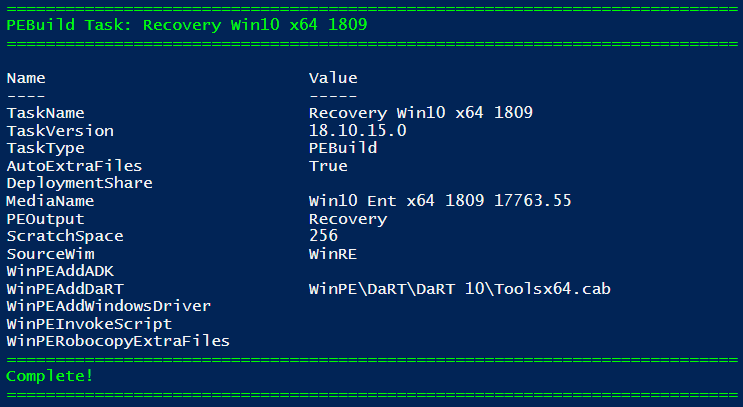 ================================================================================
PEBuild Task: Recovery Win10 x64 1809
================================================================================
Name Value
---- -----
TaskName Recovery Win10 x64 1809
TaskVersion 18.10.15.0
TaskType PEBuild
AutoExtraFiles True
DeploymentShare
MediaName Win10 Ent x64 1809 17763.55
PEOutput Recovery
ScratchSpace 256
SourceWim WinRE
WinPEAddADK
WinPEAddDaRT WinPE\DaRT\DaRT 10\Toolsx64.cab
WinPEAddWindowsDriver
WinPEInvokeScript
WinPERobocopyExtraFiles
================================================================================
Complete!
================================================================================